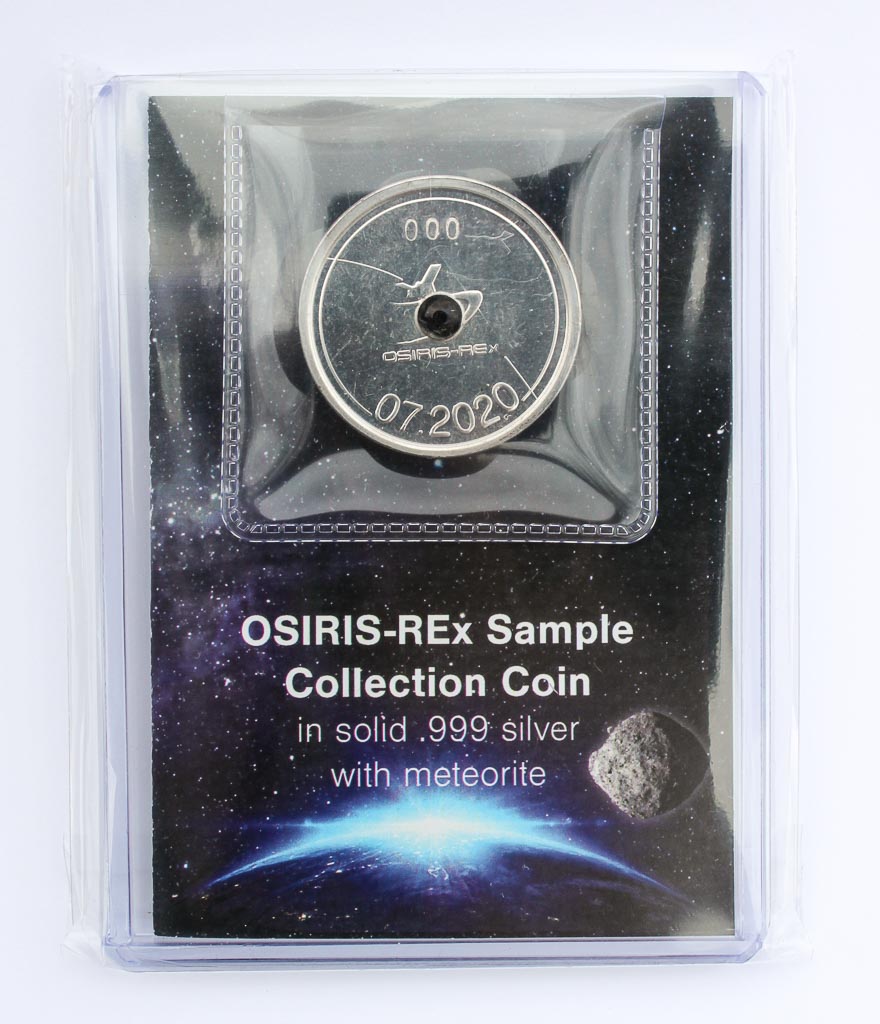 000
OSIRIS-REx
07.2020
OSIRIS-REx Sample
Collection Coin
in solid .999 silver
with meteorite